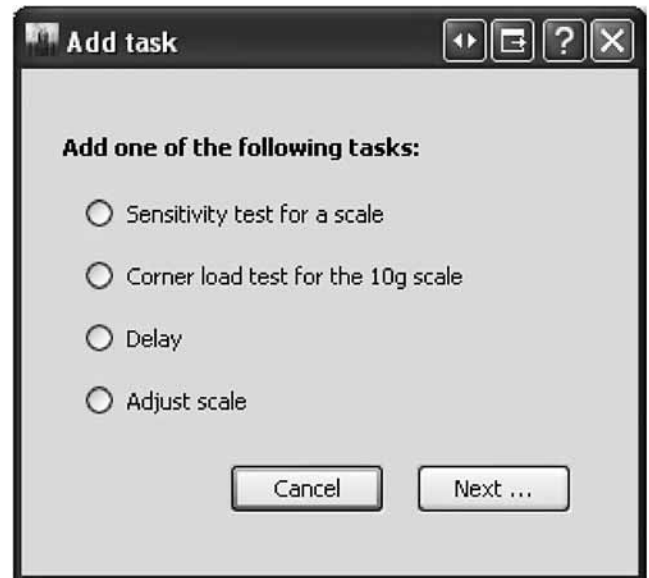 Add task
?
Add one of the following tasks:
Sensitivity test for a scale
Corner load test for the 10g scale
Delay
Adjust scale
Cancel
Next ...